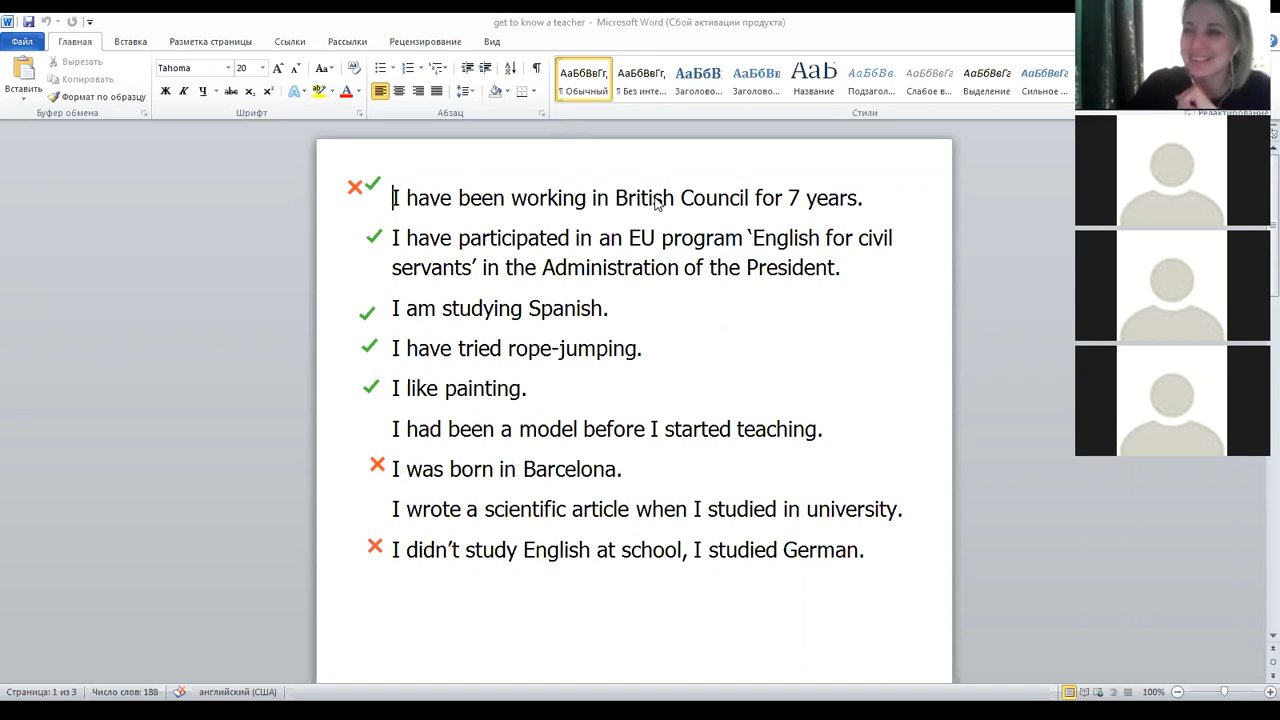 get to know a teacher - Microsoft Word (Сбой активации продукта)
Файл Главная Вставка Разметка страницы Ссылки Рассылки Рецензирование Вид
Вставить
Вырезать
Копировать
Формат по образцу
Буфер обмена
Tahoma 20
Шрифт
Абзац
АаБбВвГг, АаБбВвГг, АаБбВ АаБбВв АаЬ АаБбВвГ АаБбВвГг АаБбВвГг АаБбВвГг
¶ Обычный ¶ Без инте... Заголово... Заголово... Название Подзагол... Слабое в... Выделение Сильное ...
Стили
Редактирование
I have been working in British Council for 7 years.
I have participated in an EU program ‘English for civil
servants’ in the Administration of the President.
I am studying Spanish.
I have tried rope-jumping.
I like painting.
I had been a model before I started teaching.
I was born in Barcelona.
I wrote a scientific article when I studied in university.
I didn’t study English at school, I studied German.
Страница: 1 из 3 Число слов: 188 английский (США) 100%